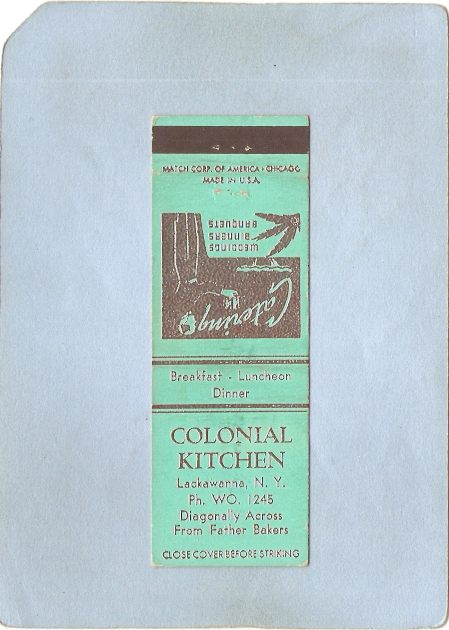 MATCH CORP. OF AMERICA · CHICAGO
MADE IN U.S.A.
Catering
WEDDINGS
DINNERS
BANQUETS
Breakfast - Luncheon
Dinner
COLONIAL
KITCHEN
Lackawanna, N. Y.
Ph. WO. 1245
Diagonally Across
From Father Bakers
CLOSE COVER BEFORE STRIKING